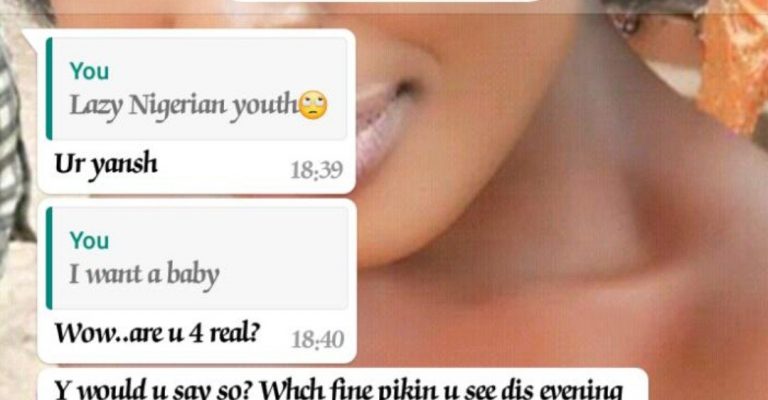 You
Lazy Nigerian youth🙄
Ur yansh
18:39
You
I want a baby
Wow..are u 4 real?
18:40
Y would u say so? Whch fine pikin u see dis evening